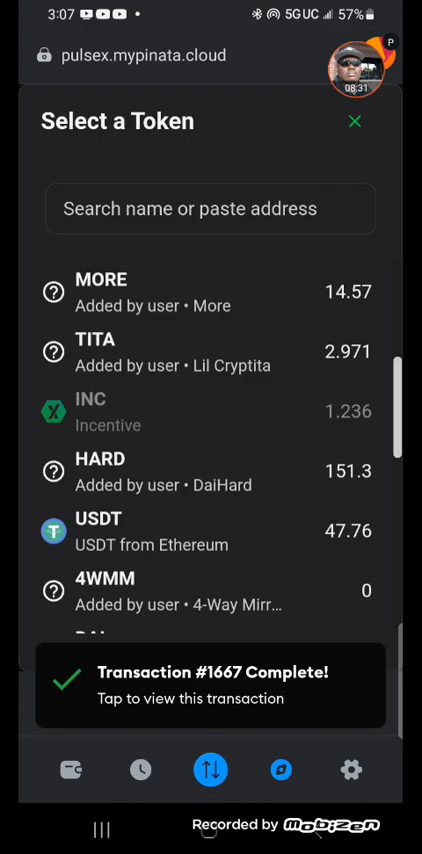 3:07
5G UC 57%
pulsex.mypinata.cloud
P
08:31
Select a Token
Search name or paste address
MORE
Added by user • More
14.57
TITA
Added by user • Lil Cryptita
2.971
INC
Incentive
1.236
HARD
Added by user • DaiHard
151.3
USDT
USDT from Ethereum
47.76
4WMM
Added by user • 4-Way Mirr...
0
Transaction #1667 Complete!
Tap to view this transaction
Recorded by mobizen